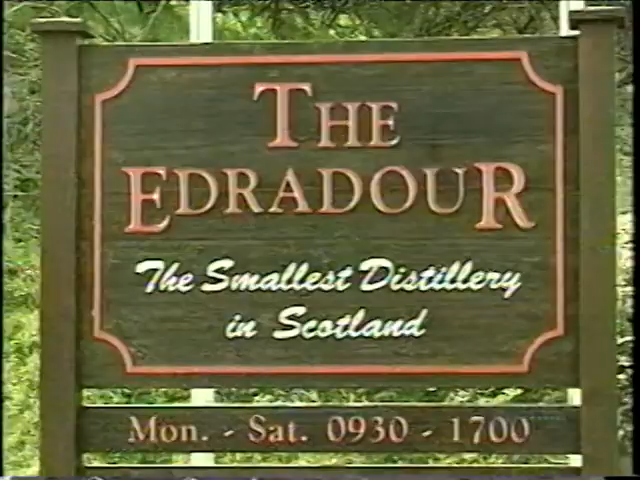 THE
EDRADOUR
The Smallest Distillery
in Scotland
Mon. - Sat. 0930 - 1700